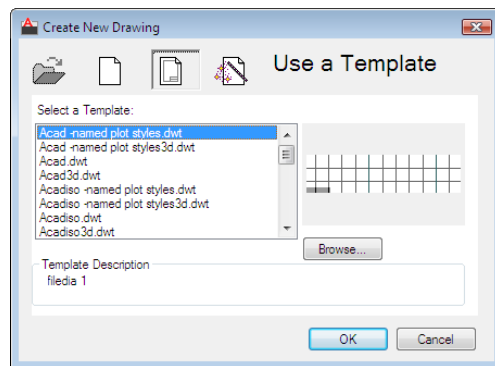 Create New Drawing
Use a Template
Select a Template:
Acad -named plot styles.dwt
Acad -named plot styles3d.dwt
Acad.dwt
Acad3d.dwt
Acadiso -named plot styles.dwt
Acadiso -named plot styles3d.dwt
Acadiso.dwt
Acadiso3d.dwt
Browse...
Template Description
filedia 1
OK
Cancel